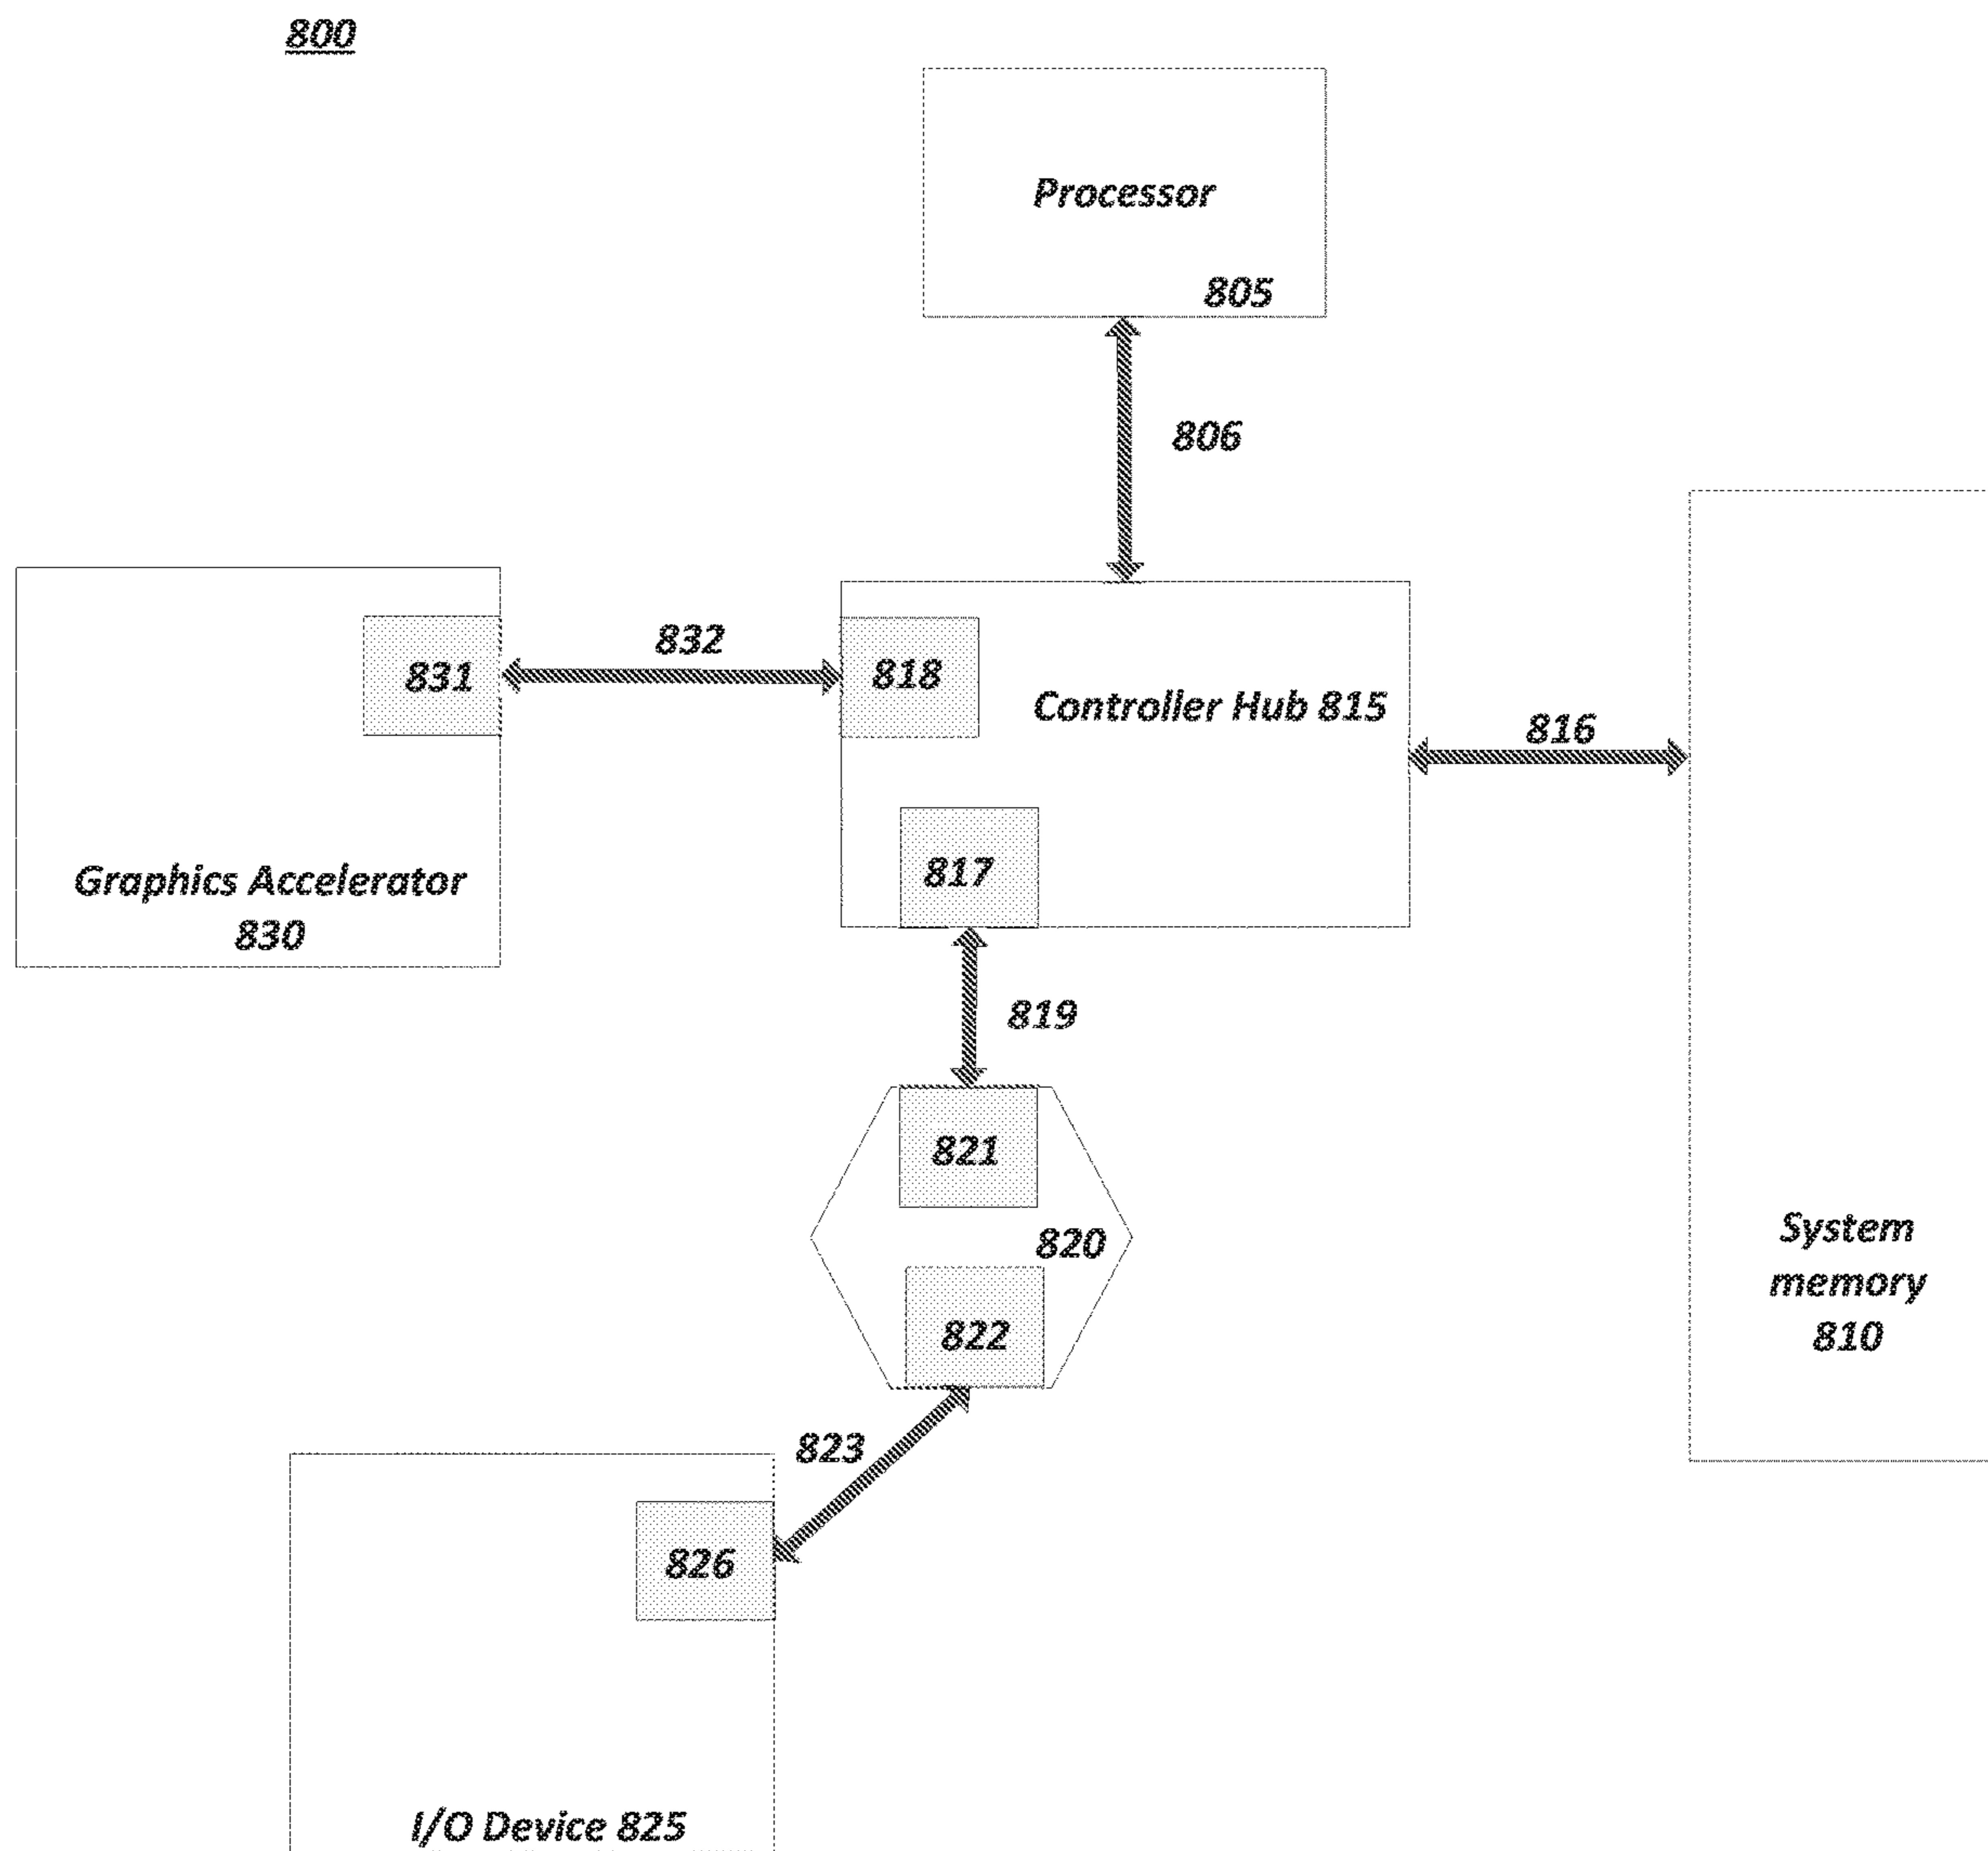 800
Processor
805
806
831
832
818
Controller Hub 815
816
817
Graphics Accelerator
830
819
821
820
822
System
memory
810
823
826
I/O Device 825